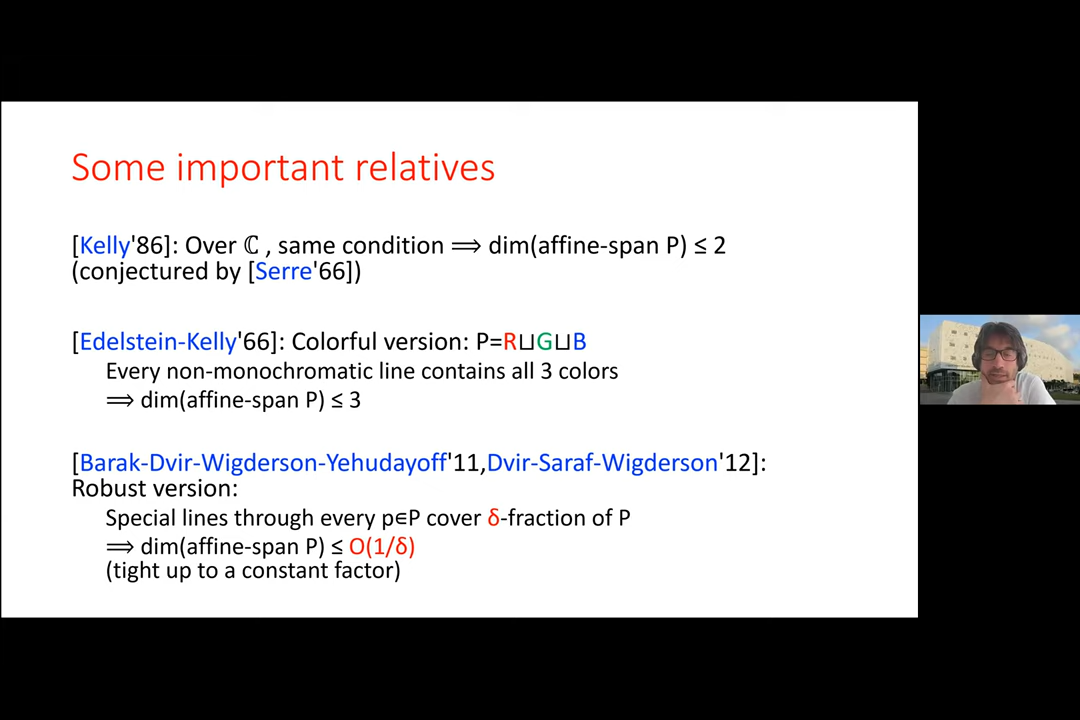 Some important relatives
[Kelly'86]: Over ℂ , same condition ⟹ dim(affine-span P) ≤ 2
(conjectured by [Serre'66])
[Edelstein-Kelly'66]: Colorful version: P=R⊔G⊔B
Every non-monochromatic line contains all 3 colors
⟹ dim(affine-span P) ≤ 3
[Barak-Dvir-Wigderson-Yehudayoff'11,Dvir-Saraf-Wigderson'12]:
Robust version:
Special lines through every p∈P cover δ-fraction of P
⟹ dim(affine-span P) ≤ O(1/δ)
(tight up to a constant factor)